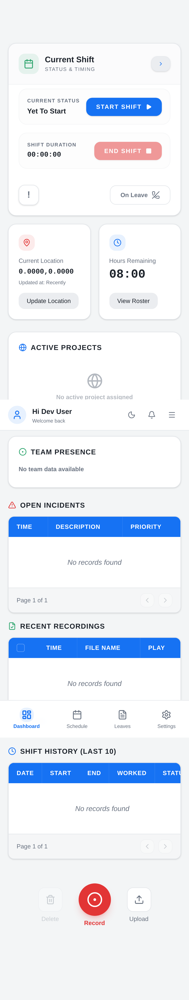 Current Shift
STATUS & TIMING
CURRENT STATUS
Yet To Start
START SHIFT
SHIFT DURATION
00:00:00
END SHIFT
!
On Leave
Current Location
0.0000,0.0000
Updated at: Recently
Update Location
Hours Remaining
08:00
View Roster
ACTIVE PROJECTS
No active project assigned
Hi Dev User
Welcome back
TEAM PRESENCE
No team data available
OPEN INCIDENTS
TIME DESCRIPTION PRIORITY
No records found
Page 1 of 1
RECENT RECORDINGS
TIME FILE NAME PLAY
No records found
Dashboard Schedule Leaves Settings
SHIFT HISTORY (LAST 10)
DATE START END WORKED STATU
No records found
Page 1 of 1
Delete Record Upload